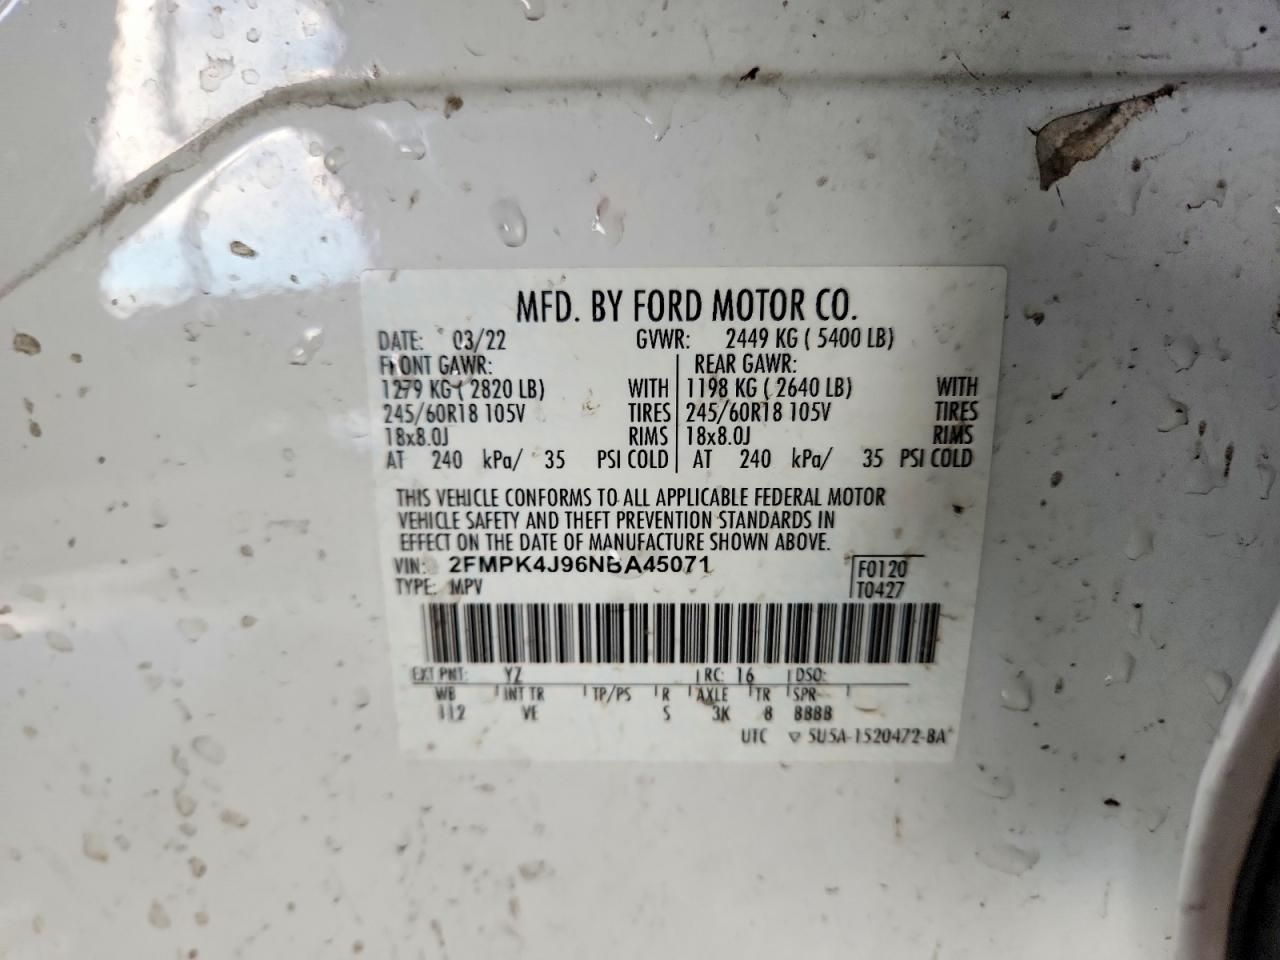 MFD. BY FORD MOTOR CO.
DATE: 03/22 GVWR: 2449 KG ( 5400 LB)
FRONT GAWR: REAR GAWR:
1279 KG ( 2820 LB) WITH 1198 KG ( 2640 LB) WITH
245/60R18 105V TIRES 245/60R18 105V TIRES
18x8.0J RIMS 18x8.0J RIMS
AT 240 kPa/ 35 PSI COLD AT 240 kPa/ 35 PSI COLD
THIS VEHICLE CONFORMS TO ALL APPLICABLE FEDERAL MOTOR
VEHICLE SAFETY AND THEFT PREVENTION STANDARDS IN
EFFECT ON THE DATE OF MANUFACTURE SHOWN ABOVE.
VIN: 2FMPK4J96NBA45071 F0120
TYPE: MPV T0427
EXT PNT: YZ RC: 16 DSO:
WB INT TR TP/PS R AXLE TR SPR
112 VE S 3K 8 BBBB
UTC ▽ 5U5A-1520472-BA